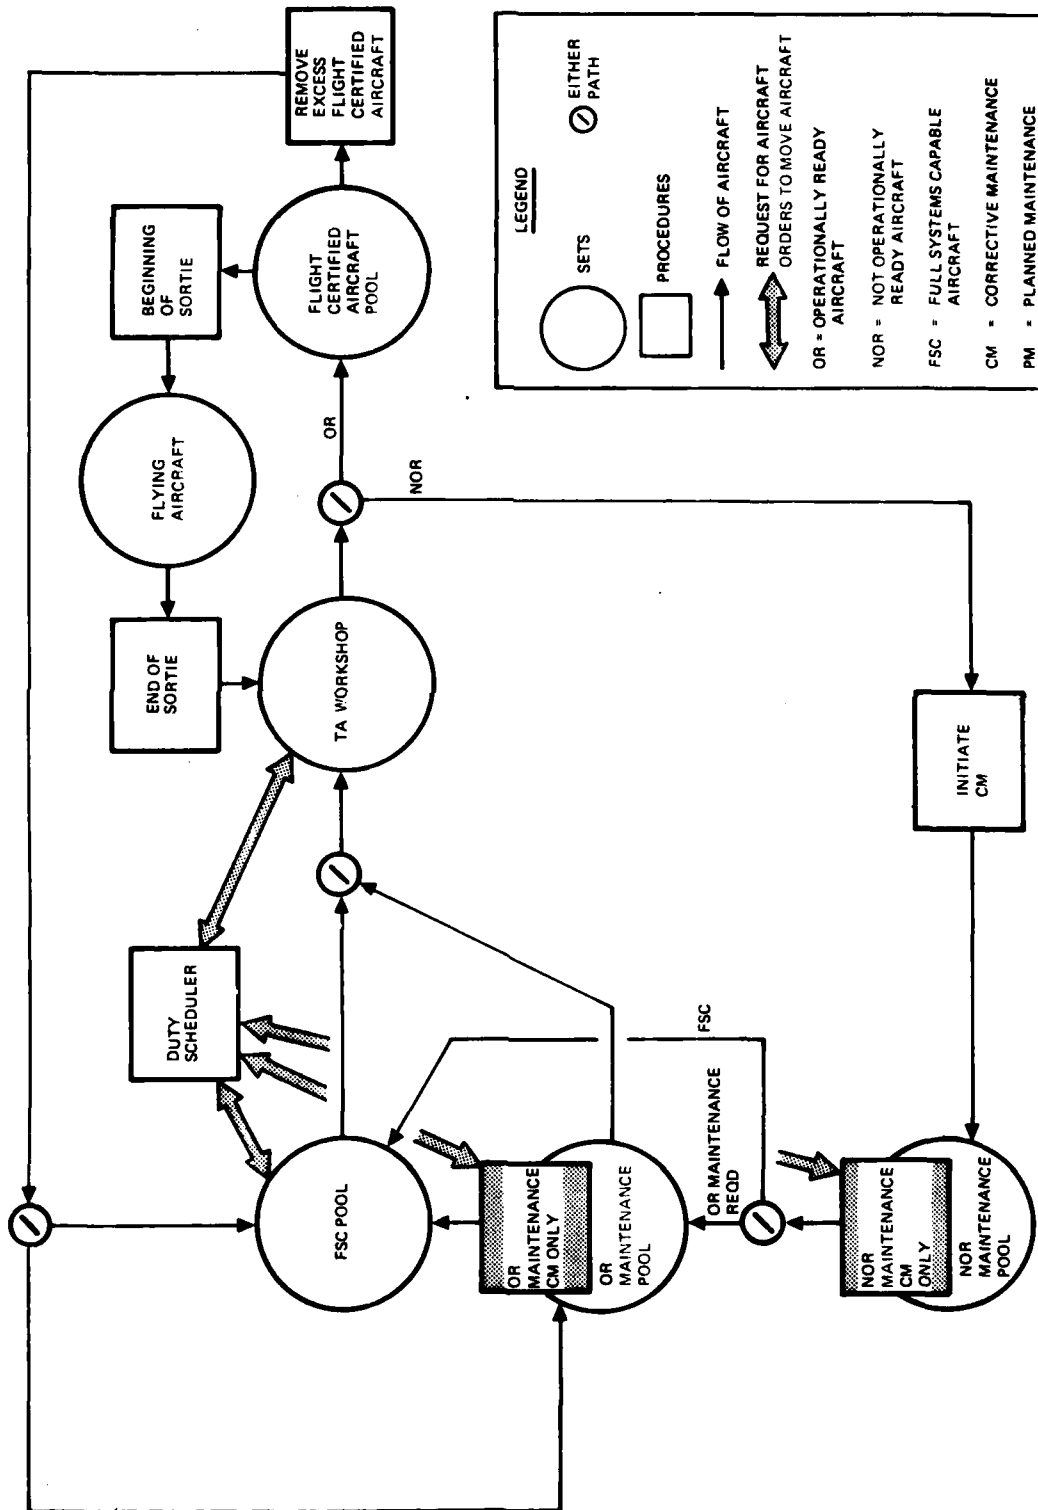 REMOVE
EXCESS
FLIGHT
CERTIFIED
AIRCRAFT
BEGINNING
OF
SORTIE
FLIGHT
CERTIFIED
AIRCRAFT
POOL
FLYING
AIRCRAFT
OR
NOR
END OF
SORTIE
TA WORKSHOP
INITIATE
CM
DUTY
SCHEDULER
FSC
FSC POOL
OR
MAINTENANCE
CM ONLY
OR
MAINTENANCE
POOL
OR MAINTENANCE
REQD
NOR
MAINTENANCE
CM
ONLY
NOR
MAINTENANCE
POOL
LEGEND
SETS
EITHER
PATH
PROCEDURES
FLOW OF AIRCRAFT
REQUEST FOR AIRCRAFT
ORDERS TO MOVE AIRCRAFT
OR = OPERATIONALLY READY
AIRCRAFT
NOR = NOT OPERATIONALLY
READY AIRCRAFT
FSC = FULL SYSTEMS CAPABLE
AIRCRAFT
CM = CORRECTIVE MAINTENANCE
PM = PLANNED MAINTENANCE